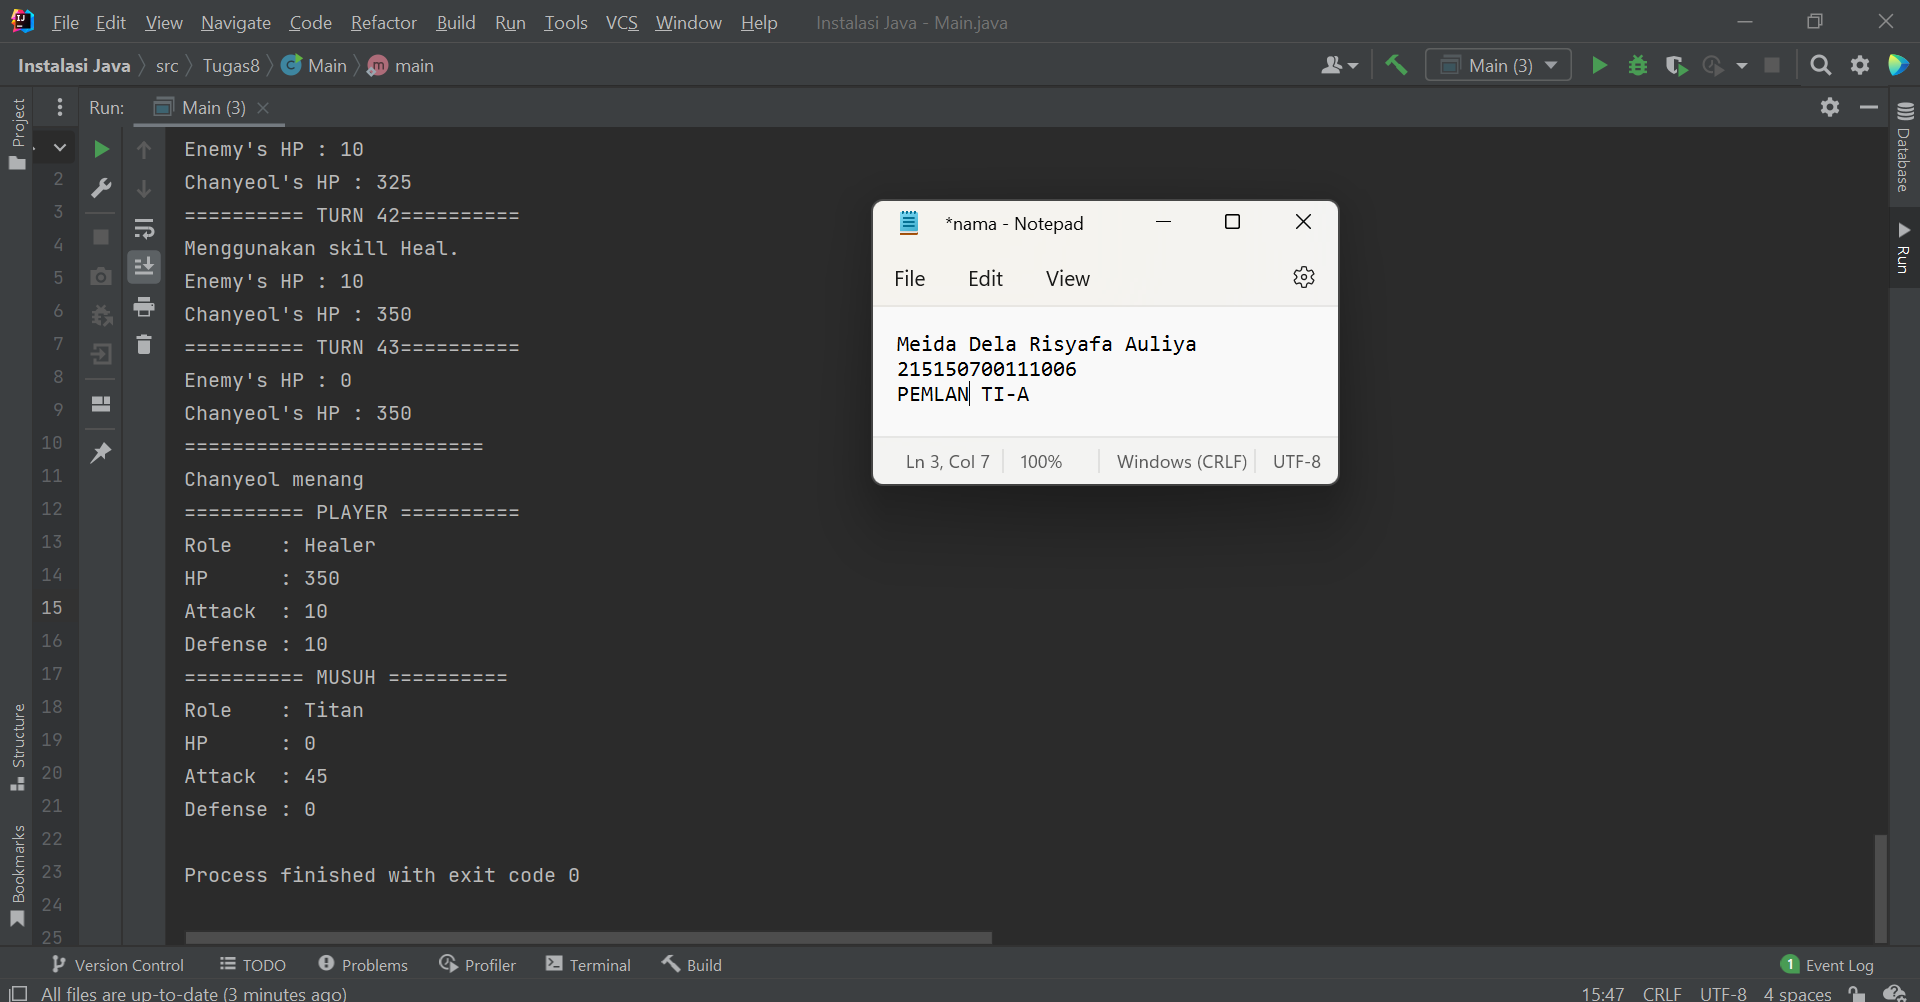 File Edit View Navigate Code Refactor Build Run Tools VCS Window Help Instalasi Java - Main.java
Instalasi Java src Tugas8 Main main Main (3)
Project
Run: Main (3)
Database
Run
Structure
Bookmarks
2
3
4
5
6
7
8
9
10
11
12
13
14
15
16
17
18
19
20
21
22
23
24
25
Enemy's HP : 10
Chanyeol's HP : 325
========== TURN 42==========
Menggunakan skill Heal.
Enemy's HP : 10
Chanyeol's HP : 350
========== TURN 43==========
Enemy's HP : 0
Chanyeol's HP : 350
=========================
Chanyeol menang
========== PLAYER ==========
Role    : Healer
HP      : 350
Attack  : 10
Defense : 10
========== MUSUH ==========
Role    : Titan
HP      : 0
Attack  : 45
Defense : 0
Process finished with exit code 0
*nama - Notepad
File Edit View
Meida Dela Risyafa Auliya
215150700111006
PEMLAN TI-A
Ln 3, Col 7 100% Windows (CRLF) UTF-8
Version Control TODO Problems Profiler Terminal Build 1 Event Log
All files are up-to-date (3 minutes ago) 15:47 CRLF UTF-8 4 spaces